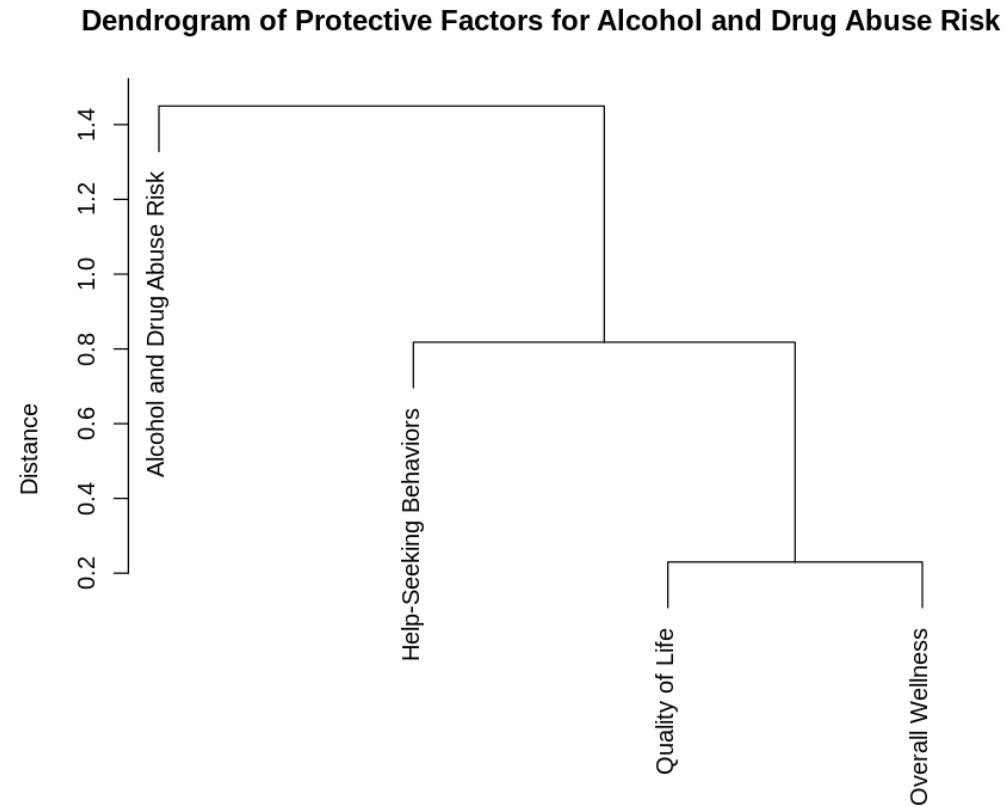 Dendrogram of Protective Factors for Alcohol and Drug Abuse Risk
Distance
1.4
1.2
1.0
0.8
0.6
0.4
0.2
Alcohol and Drug Abuse Risk
Help-Seeking Behaviors
Quality of Life
Overall Wellness